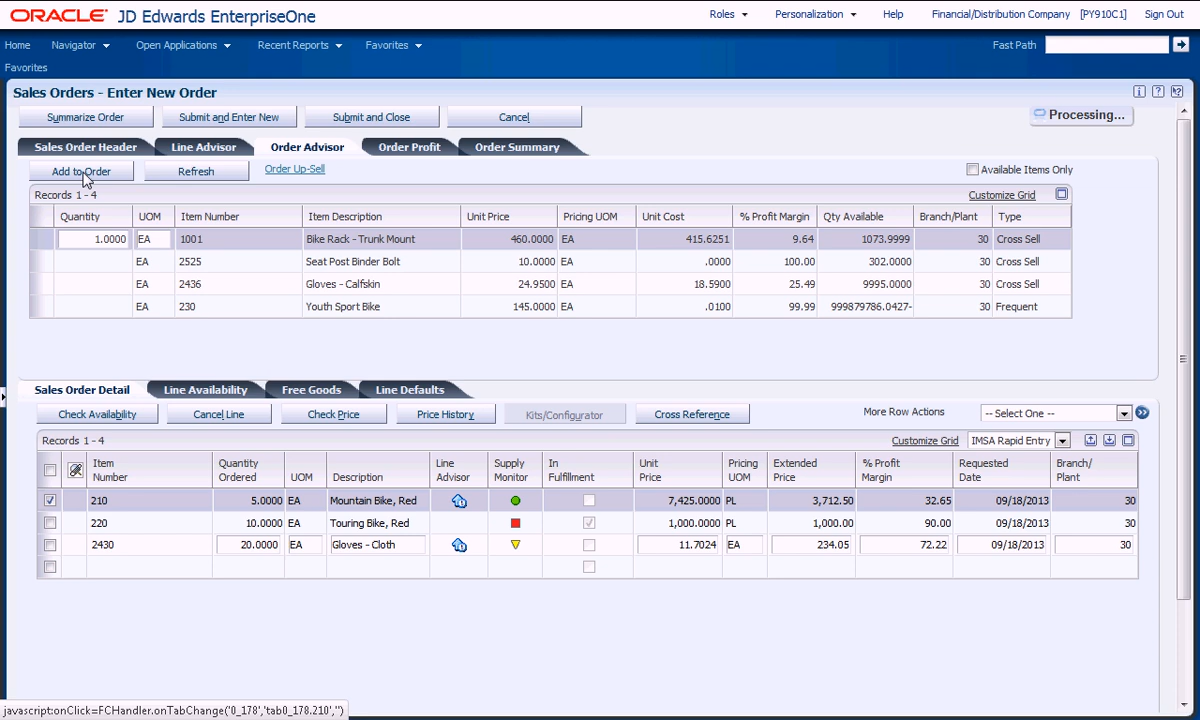 ORACLE JD Edwards EnterpriseOne Roles Personalization Help Financial/Distribution Company [PY910C1] Sign Out
Home Navigator Open Applications Recent Reports Favorites Fast Path
Favorites
Sales Orders - Enter New Order
Summarize Order Submit and Enter New Submit and Close Cancel Processing...
Sales Order Header Line Advisor Order Advisor Order Profit Order Summary
Add to Order Refresh Order Up-Sell Available Items Only
Records 1 - 4 Customize Grid
Quantity UOM Item Number Item Description Unit Price Pricing UOM Unit Cost % Profit Margin Qty Available Branch/Plant Type
1.0000 EA 1001 Bike Rack - Trunk Mount 460.0000 EA 415.6251 9.64 1073.9999 30 Cross Sell
EA 2525 Seat Post Binder Bolt 10.0000 EA .0000 100.00 302.0000 30 Cross Sell
EA 2436 Gloves - Calfskin 24.9500 EA 18.5900 25.49 9995.0000 30 Cross Sell
EA 230 Youth Sport Bike 145.0000 EA .0100 99.99 999879786.0427- 30 Frequent
Sales Order Detail Line Availability Free Goods Line Defaults
Check Availability Cancel Line Check Price Price History Kits/Configurator Cross Reference More Row Actions -- Select One --
Records 1 - 4 Customize Grid IMSA Rapid Entry
Item Quantity Line Supply In Unit Pricing Extended % Profit Requested Branch/
Number Ordered UOM Description Advisor Monitor Fulfillment Price UOM Price Margin Date Plant
210 5.0000 EA Mountain Bike, Red 7,425.0000 PL 3,712.50 32.65 09/18/2013 30
220 10.0000 EA Touring Bike, Red 1,000.0000 PL 1,000.00 90.00 09/18/2013 30
2430 20.0000 EA Gloves - Cloth 11.7024 EA 234.05 72.22 09/18/2013 30
javascript:onClick=FCHandler.onTabChange('0_178','tab0_178.210','')